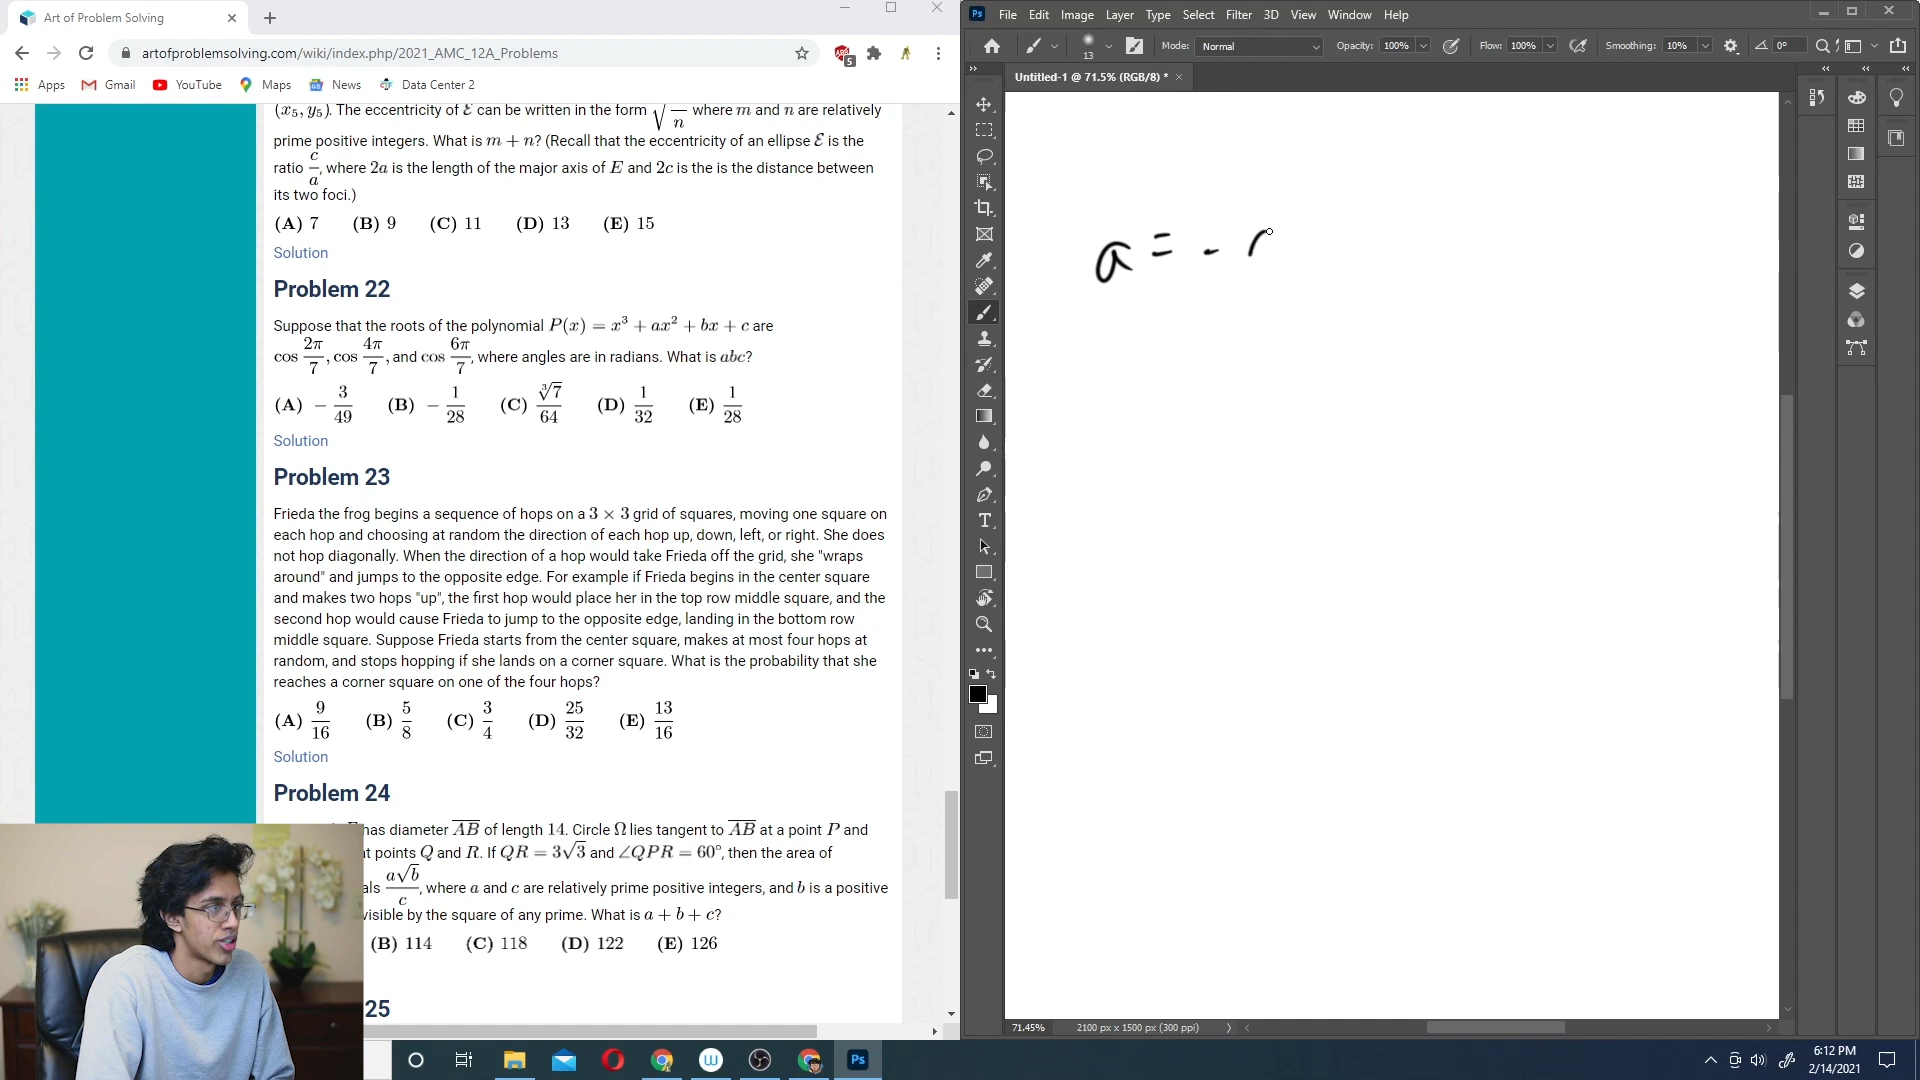 Art of Problem Solving
artofproblemsolving.com/wiki/index.php/2021_AMC_12A_Problems
5
Apps Gmail YouTube Maps News Data Center 2
(x₅, y₅). The eccentricity of ℰ can be written in the form √ n where m and n are relatively
prime positive integers. What is m + n? (Recall that the eccentricity of an ellipse ℰ is the
ratio c/a, where 2a is the length of the major axis of E and 2c is the is the distance between
its two foci.)
(A) 7 (B) 9 (C) 11 (D) 13 (E) 15
Solution
Problem 22
Suppose that the roots of the polynomial P(x) = x³ + ax² + bx + c are
cos 2π/7, cos 4π/7, and cos 6π/7, where angles are in radians. What is abc?
(A) −3/49 (B) −1/28 (C) ∛7/64 (D) 1/32 (E) 1/28
Solution
Problem 23
Frieda the frog begins a sequence of hops on a 3 × 3 grid of squares, moving one square on
each hop and choosing at random the direction of each hop up, down, left, or right. She does
not hop diagonally. When the direction of a hop would take Frieda off the grid, she "wraps
around" and jumps to the opposite edge. For example if Frieda begins in the center square
and makes two hops "up", the first hop would place her in the top row middle square, and the
second hop would cause Frieda to jump to the opposite edge, landing in the bottom row
middle square. Suppose Frieda starts from the center square, makes at most four hops at
random, and stops hopping if she lands on a corner square. What is the probability that she
reaches a corner square on one of the four hops?
(A) 9/16 (B) 5/8 (C) 3/4 (D) 25/32 (E) 13/16
Solution
Problem 24
has diameter AB of length 14. Circle Ω lies tangent to AB at a point P and
points Q and R. If QR = 3√3 and ∠QPR = 60°, then the area of
a√b/c, where a and c are relatively prime positive integers, and b is a positive
by the square of any prime. What is a + b + c?
(B) 114 (C) 118 (D) 122 (E) 126
25
Ps File Edit Image Layer Type Select Filter 3D View Window Help
13 Mode: Normal Opacity: 100% Flow: 100% Smoothing: 10% 0°
Untitled-1 @ 71.5% (RGB/8) *
a = -
71.45% 2100 px x 1500 px (300 ppi)
Ps
6:12 PM
2/14/2021